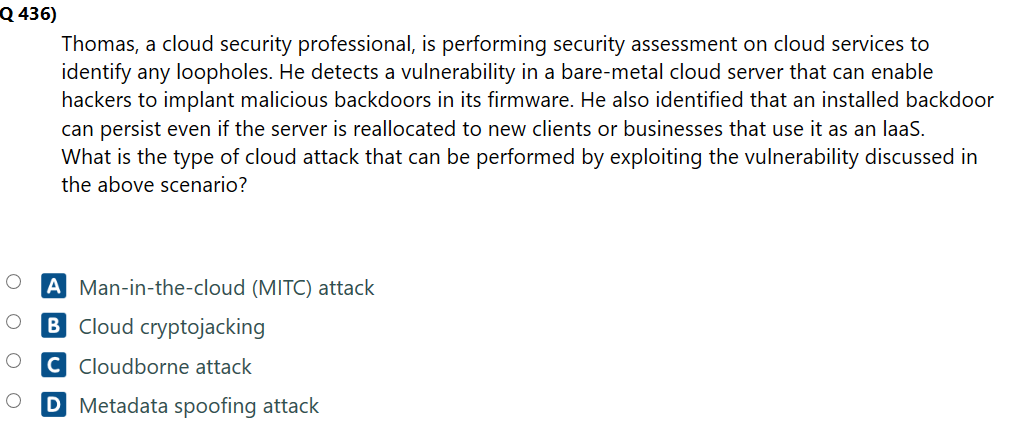 Q 436)
Thomas, a cloud security professional, is performing security assessment on cloud services to
identify any loopholes. He detects a vulnerability in a bare-metal cloud server that can enable
hackers to implant malicious backdoors in its firmware. He also identified that an installed backdoor
can persist even if the server is reallocated to new clients or businesses that use it as an IaaS.
What is the type of cloud attack that can be performed by exploiting the vulnerability discussed in
the above scenario?
A Man-in-the-cloud (MITC) attack
B Cloud cryptojacking
C Cloudborne attack
D Metadata spoofing attack